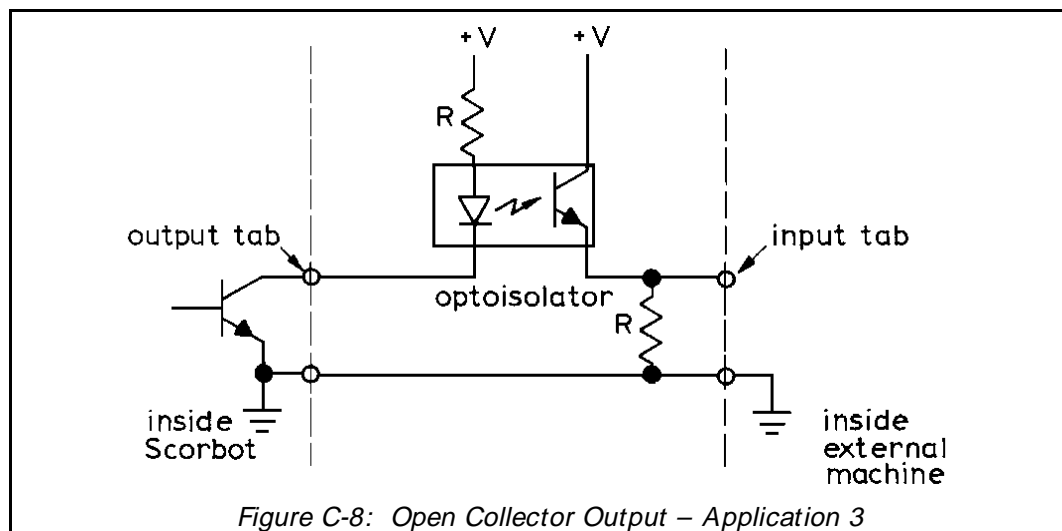 +V +V
R
output tab
input tab
optoisolator
R
inside
Scorbot
inside
external
machine
Figure C-8: Open Collector Output – Application 3